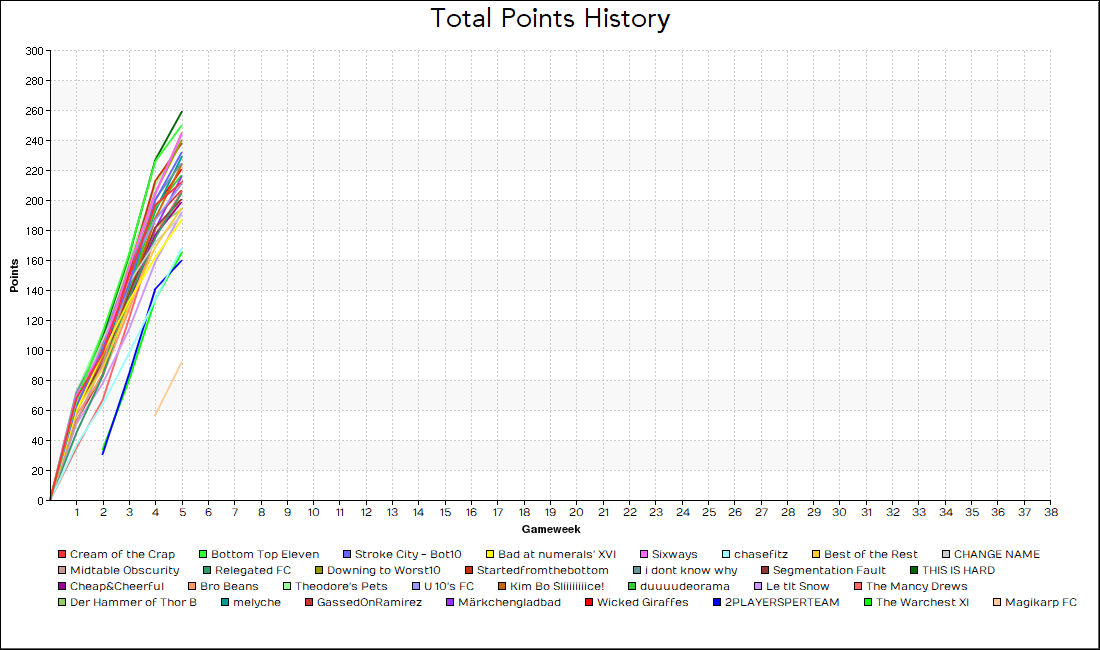 Total Points History
300
280
260
240
220
200
180
160
140
120
100
80
60
40
20
0
Points
1 2 3 4 5 6 7 8 9 10 11 12 13 14 15 16 17 18 19 20 21 22 23 24 25 26 27 28 29 30 31 32 33 34 35 36 37 38
Gameweek
Cream of the Crap Bottom Top Eleven Stroke City - Bot10 Bad at numerals' XVI Sixways chasefitz Best of the Rest CHANGE NAME
Midtable Obscurity Relegated FC Downing to Worst10 Startedfromthebottom i dont know why Segmentation Fault THIS IS HARD
Cheap&Cheerful Bro Beans Theodore's Pets U 10's FC Kim Bo Sliiiiiiiice! duuuudeorama Le tit Snow The Mancy Drews
Der Hammer of Thor B melyche GassedOnRamirez Märkchengladbad Wicked Giraffes 2PLAYERSPERTEAM The Warchest XI Magikarp FC